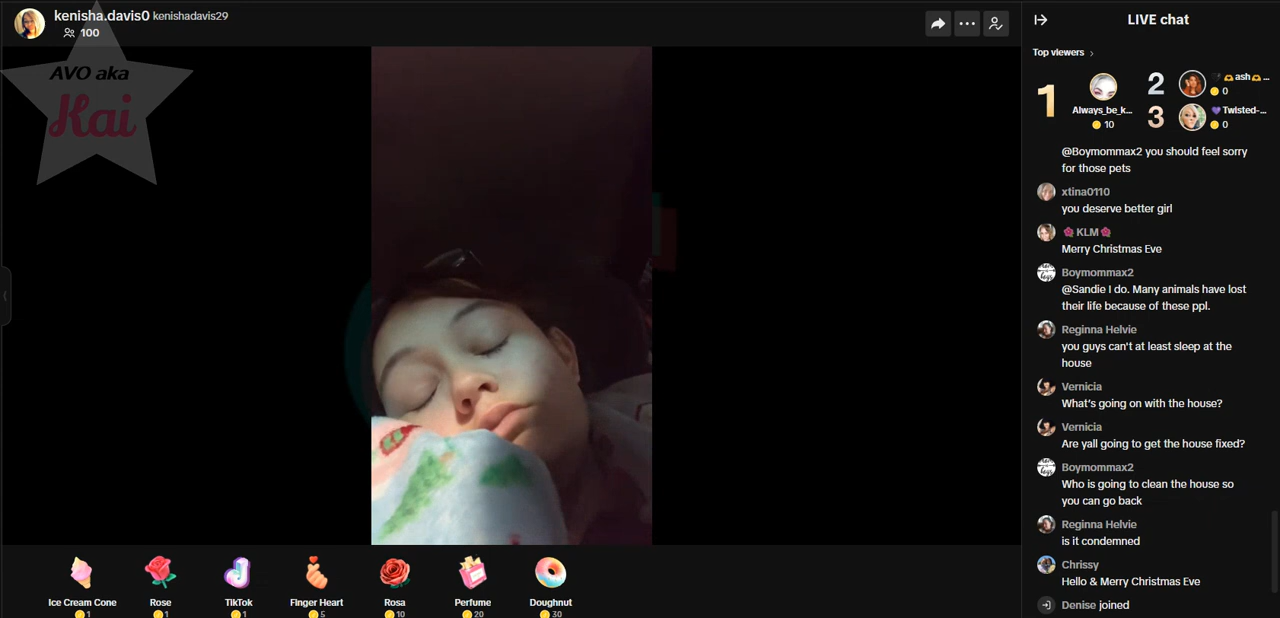 kenisha.davis0 kenishadavis29
100
AVO aka
Kai
LIVE chat
Top viewers
1
Always_be_k...
10
2
ash
...
0
3
Twisted-...
0
@Boymommax2 you should feel sorry
for those pets
xtina0110
you deserve better girl
KLM
Merry Christmas Eve
Boymommax2
@Sandie I do. Many animals have lost
their life because of these ppl.
Reginna Helvie
you guys can't at least sleep at the
house
Vernicia
What's going on with the house?
Vernicia
Are yall going to get the house fixed?
Boymommax2
Who is going to clean the house so
you can go back
Reginna Helvie
is it condemned
Chrissy
Hello & Merry Christmas Eve
Denise joined
Ice Cream Cone
1
Rose
1
TikTok
1
Finger Heart
5
Rosa
10
Perfume
20
Doughnut
30